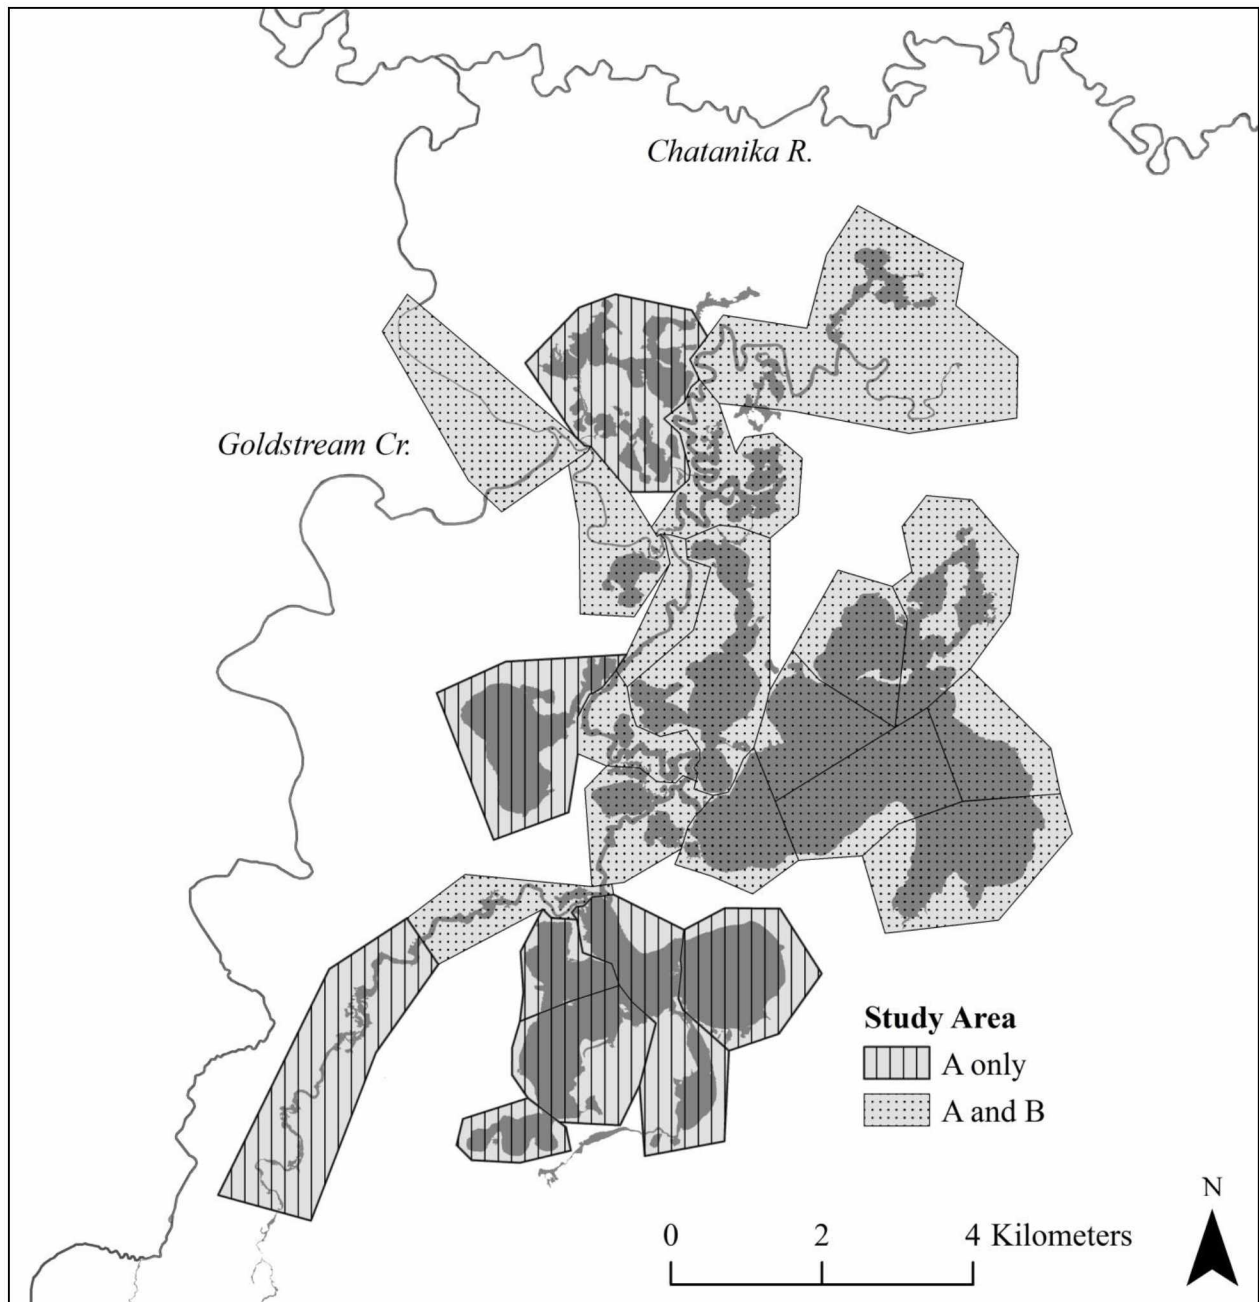 Chatanika R.
Goldstream Cr.
Study Area
A only
A and B
N
0 2 4 Kilometers